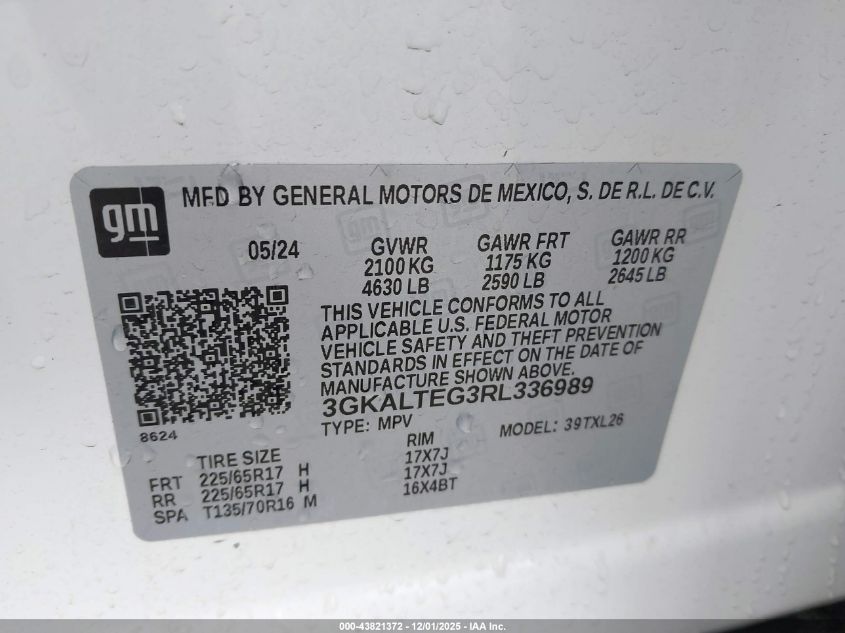 gm
MFD BY GENERAL MOTORS DE MEXICO, S. DE R.L. DE C.V.
05/24
GVWR
2100 KG
4630 LB
GAWR FRT
1175 KG
2590 LB
GAWR RR
1200 KG
2645 LB
THIS VEHICLE CONFORMS TO ALL
APPLICABLE U.S. FEDERAL MOTOR
VEHICLE SAFETY AND THEFT PREVENTION
STANDARDS IN EFFECT ON THE DATE OF
MANUFACTURE SHOWN ABOVE.
3GKALTEG3RL336989
TYPE: MPV
MODEL: 39TXL26
8624
TIRE SIZE RIM
FRT 225/65R17 H 17X7J
RR 225/65R17 H 17X7J
SPA T135/70R16 M 16X4BT
000-43821372 - 12/01/2025 - IAA Inc.